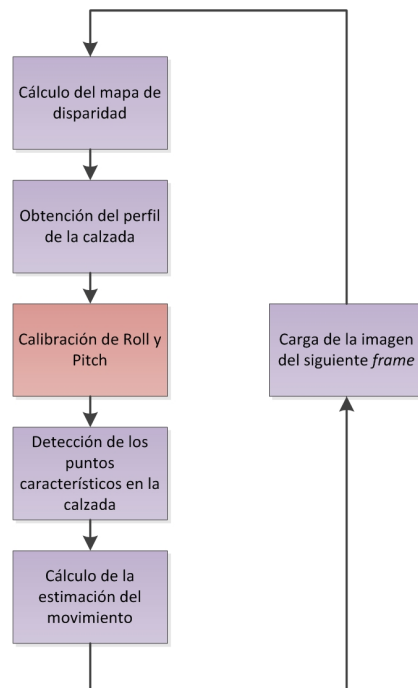 Cálculo del mapa de
disparidad
Obtención del perfil
de la calzada
Calibración de Roll y
Pitch
Carga de la imagen
del siguiente frame
Detección de los
puntos
característicos en la
calzada
Cálculo de la
estimación del
movimiento